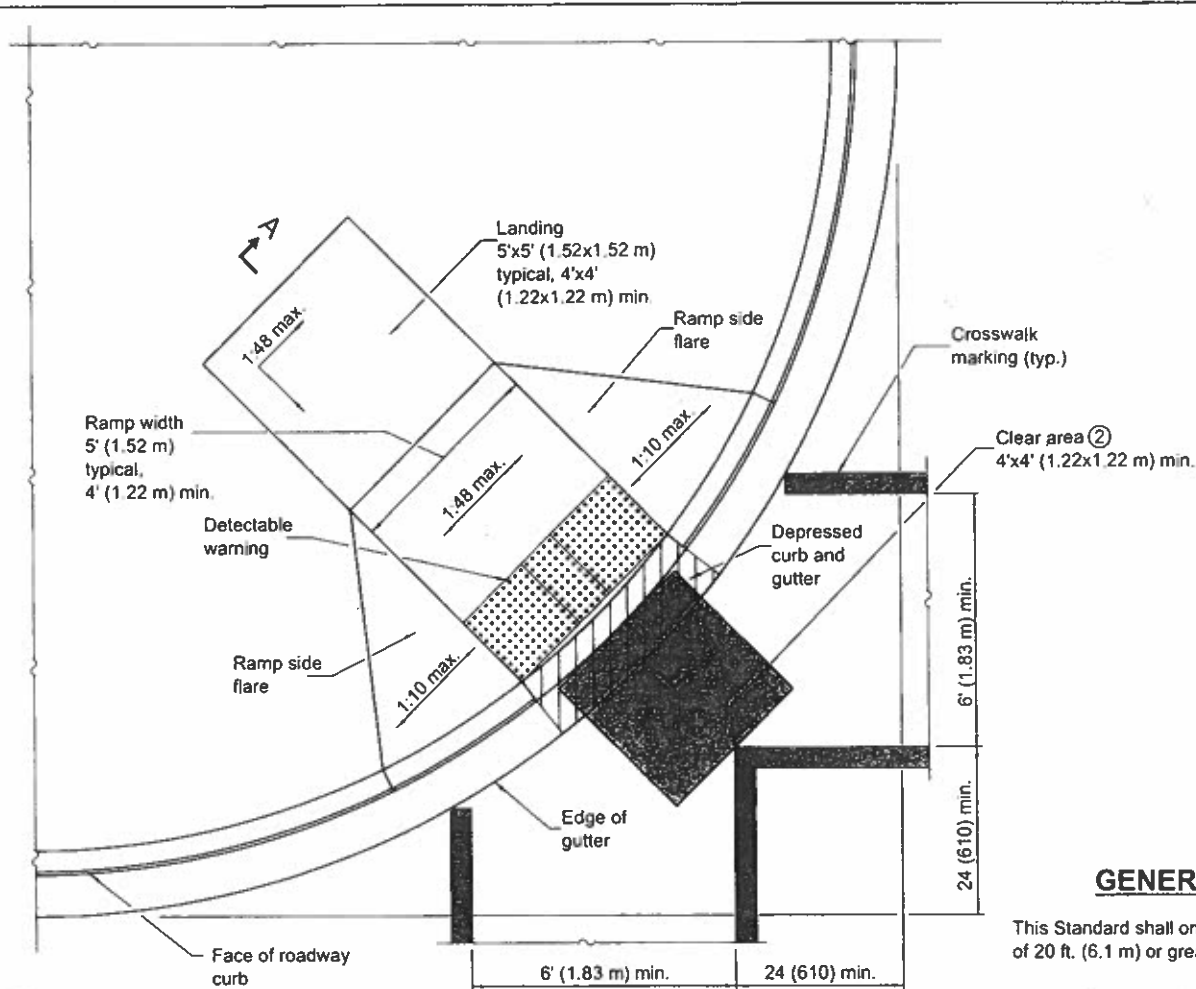 A
Landing
5'x5' (1.52x1.52 m)
typical, 4'x4'
(1.22x1.22 m) min.
Ramp side
flare
1:48 max.
Crosswalk
marking (typ.)
Ramp width
5' (1.52 m)
typical,
4' (1.22 m) min.
1:10 max.
Clear area ②
4'x4' (1.22x1.22 m) min.
1:48 max.
Detectable
warning
Depressed
curb and
gutter
6' (1.83 m) min.
Ramp side
flare
1:10 max.
Edge of
gutter
24 (610) min.
GENER
This Standard shall on
of 20 ft. (6.1 m) or grea
Face of roadway
curb
6' (1.83 m) min.
24 (610) min.